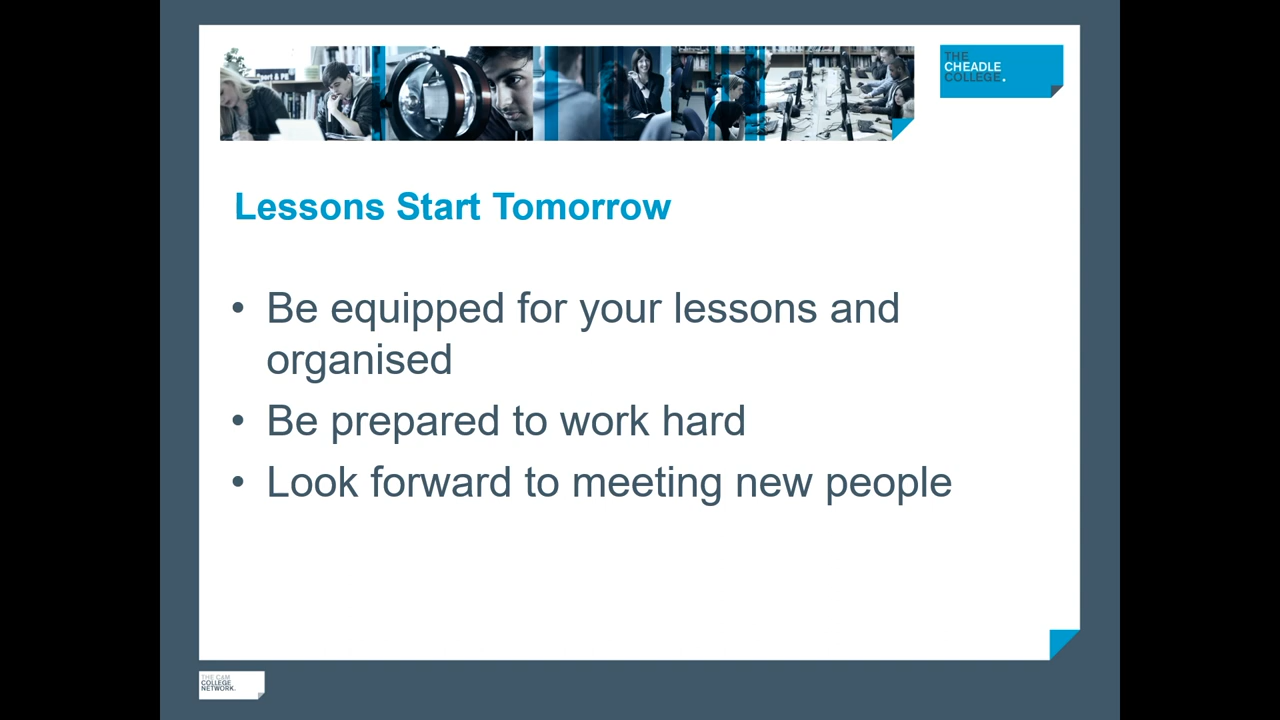 THE
CHEADLE
COLLEGE.
Lessons Start Tomorrow
• Be equipped for your lessons and
organised
• Be prepared to work hard
• Look forward to meeting new people
THE CAM
COLLEGE
NETWORK.